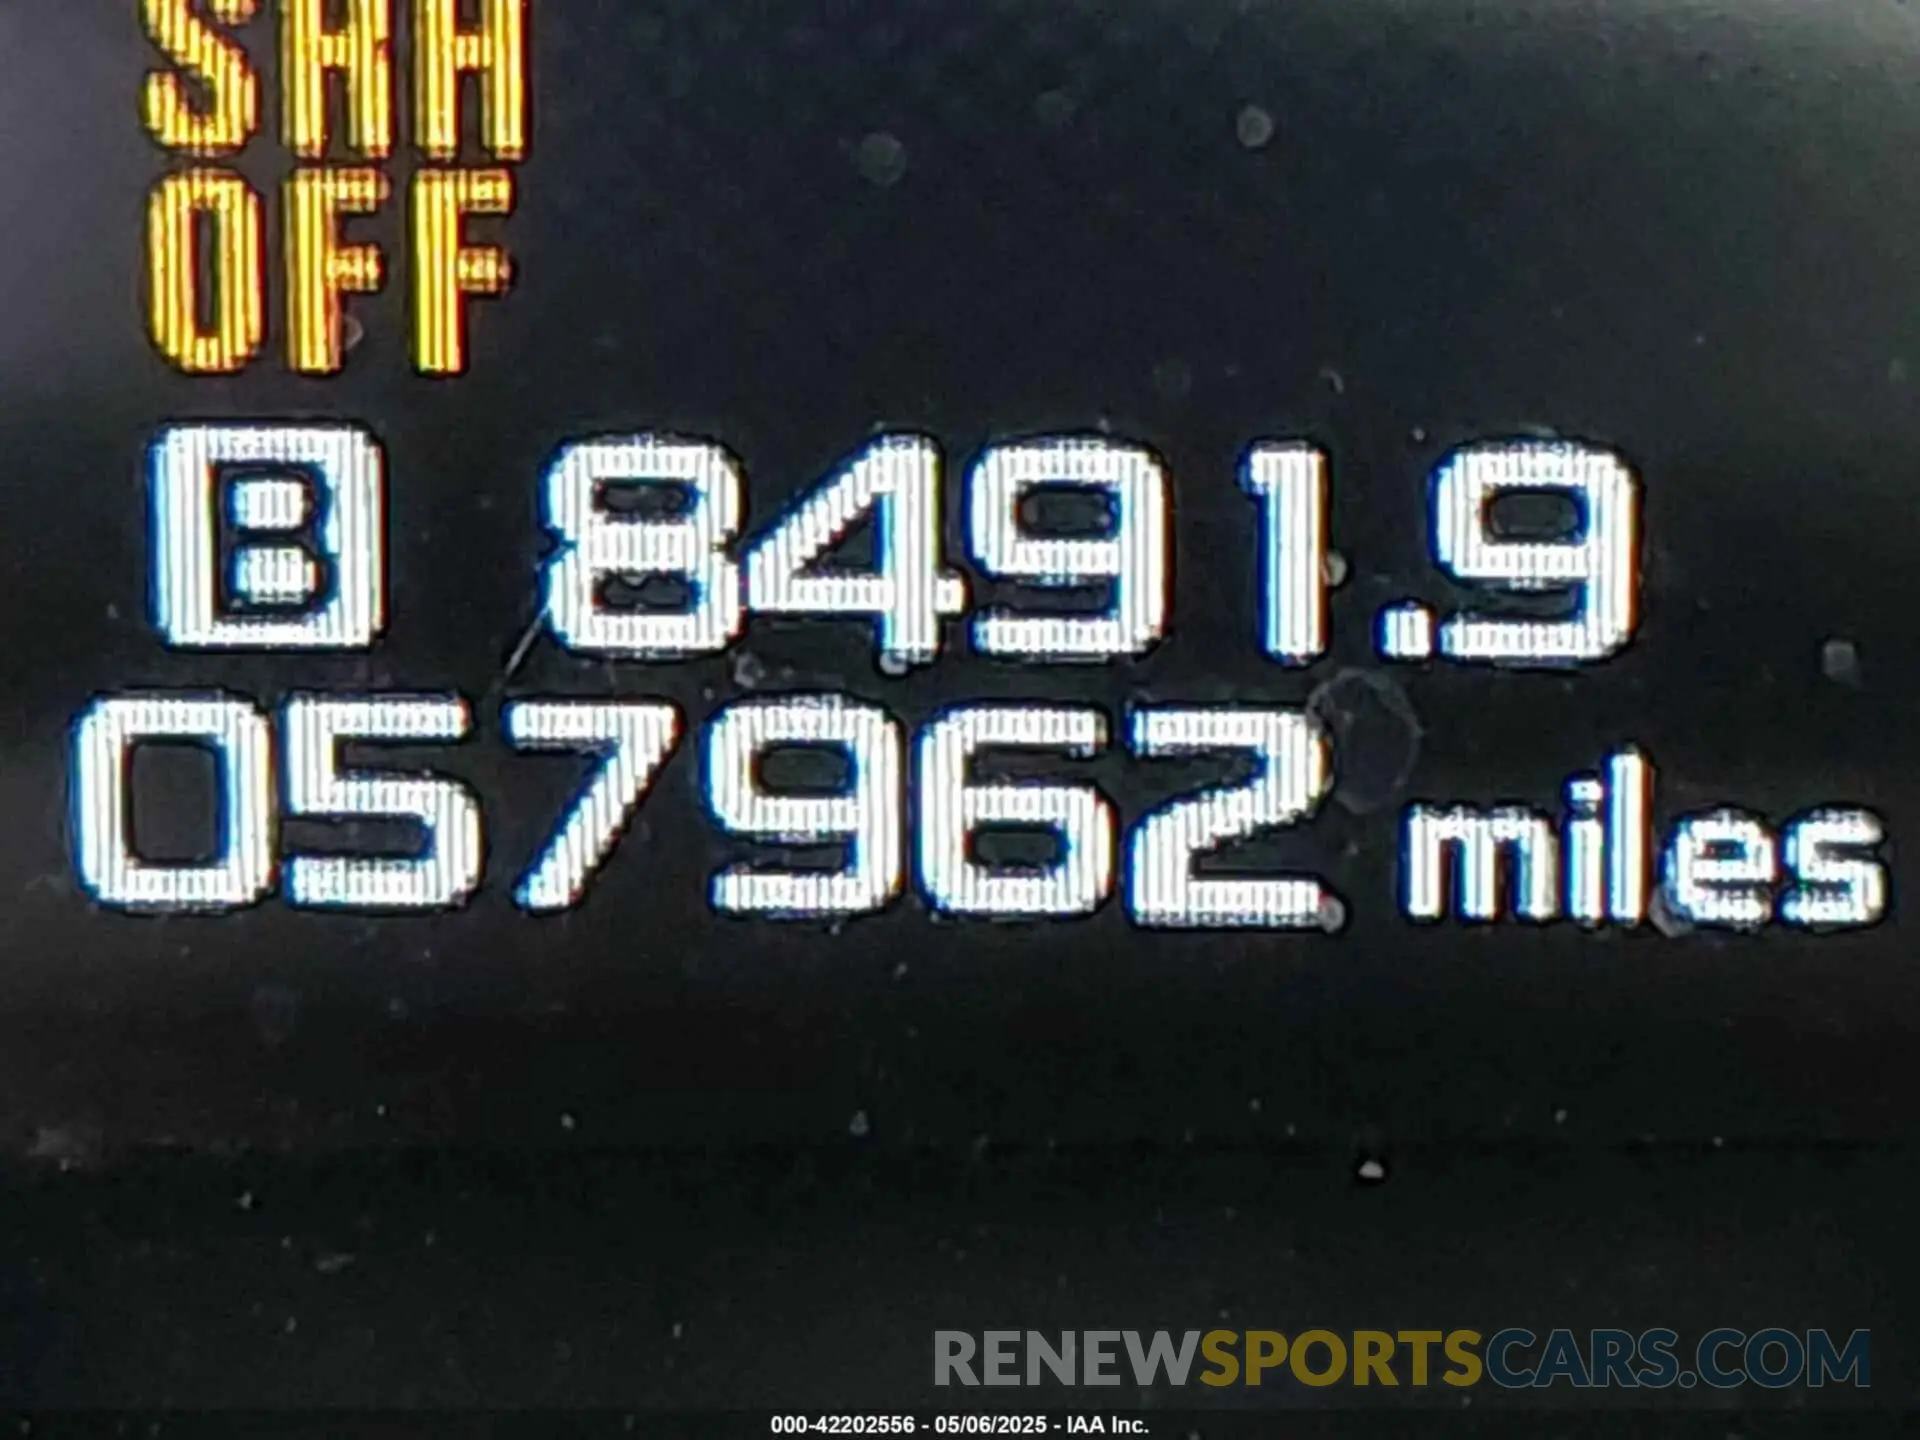 SHH
OFF
B 8491.9
057962 miles
RENEWSPORTSCARS.COM
000-42202556 - 05/06/2025 - IAA Inc.